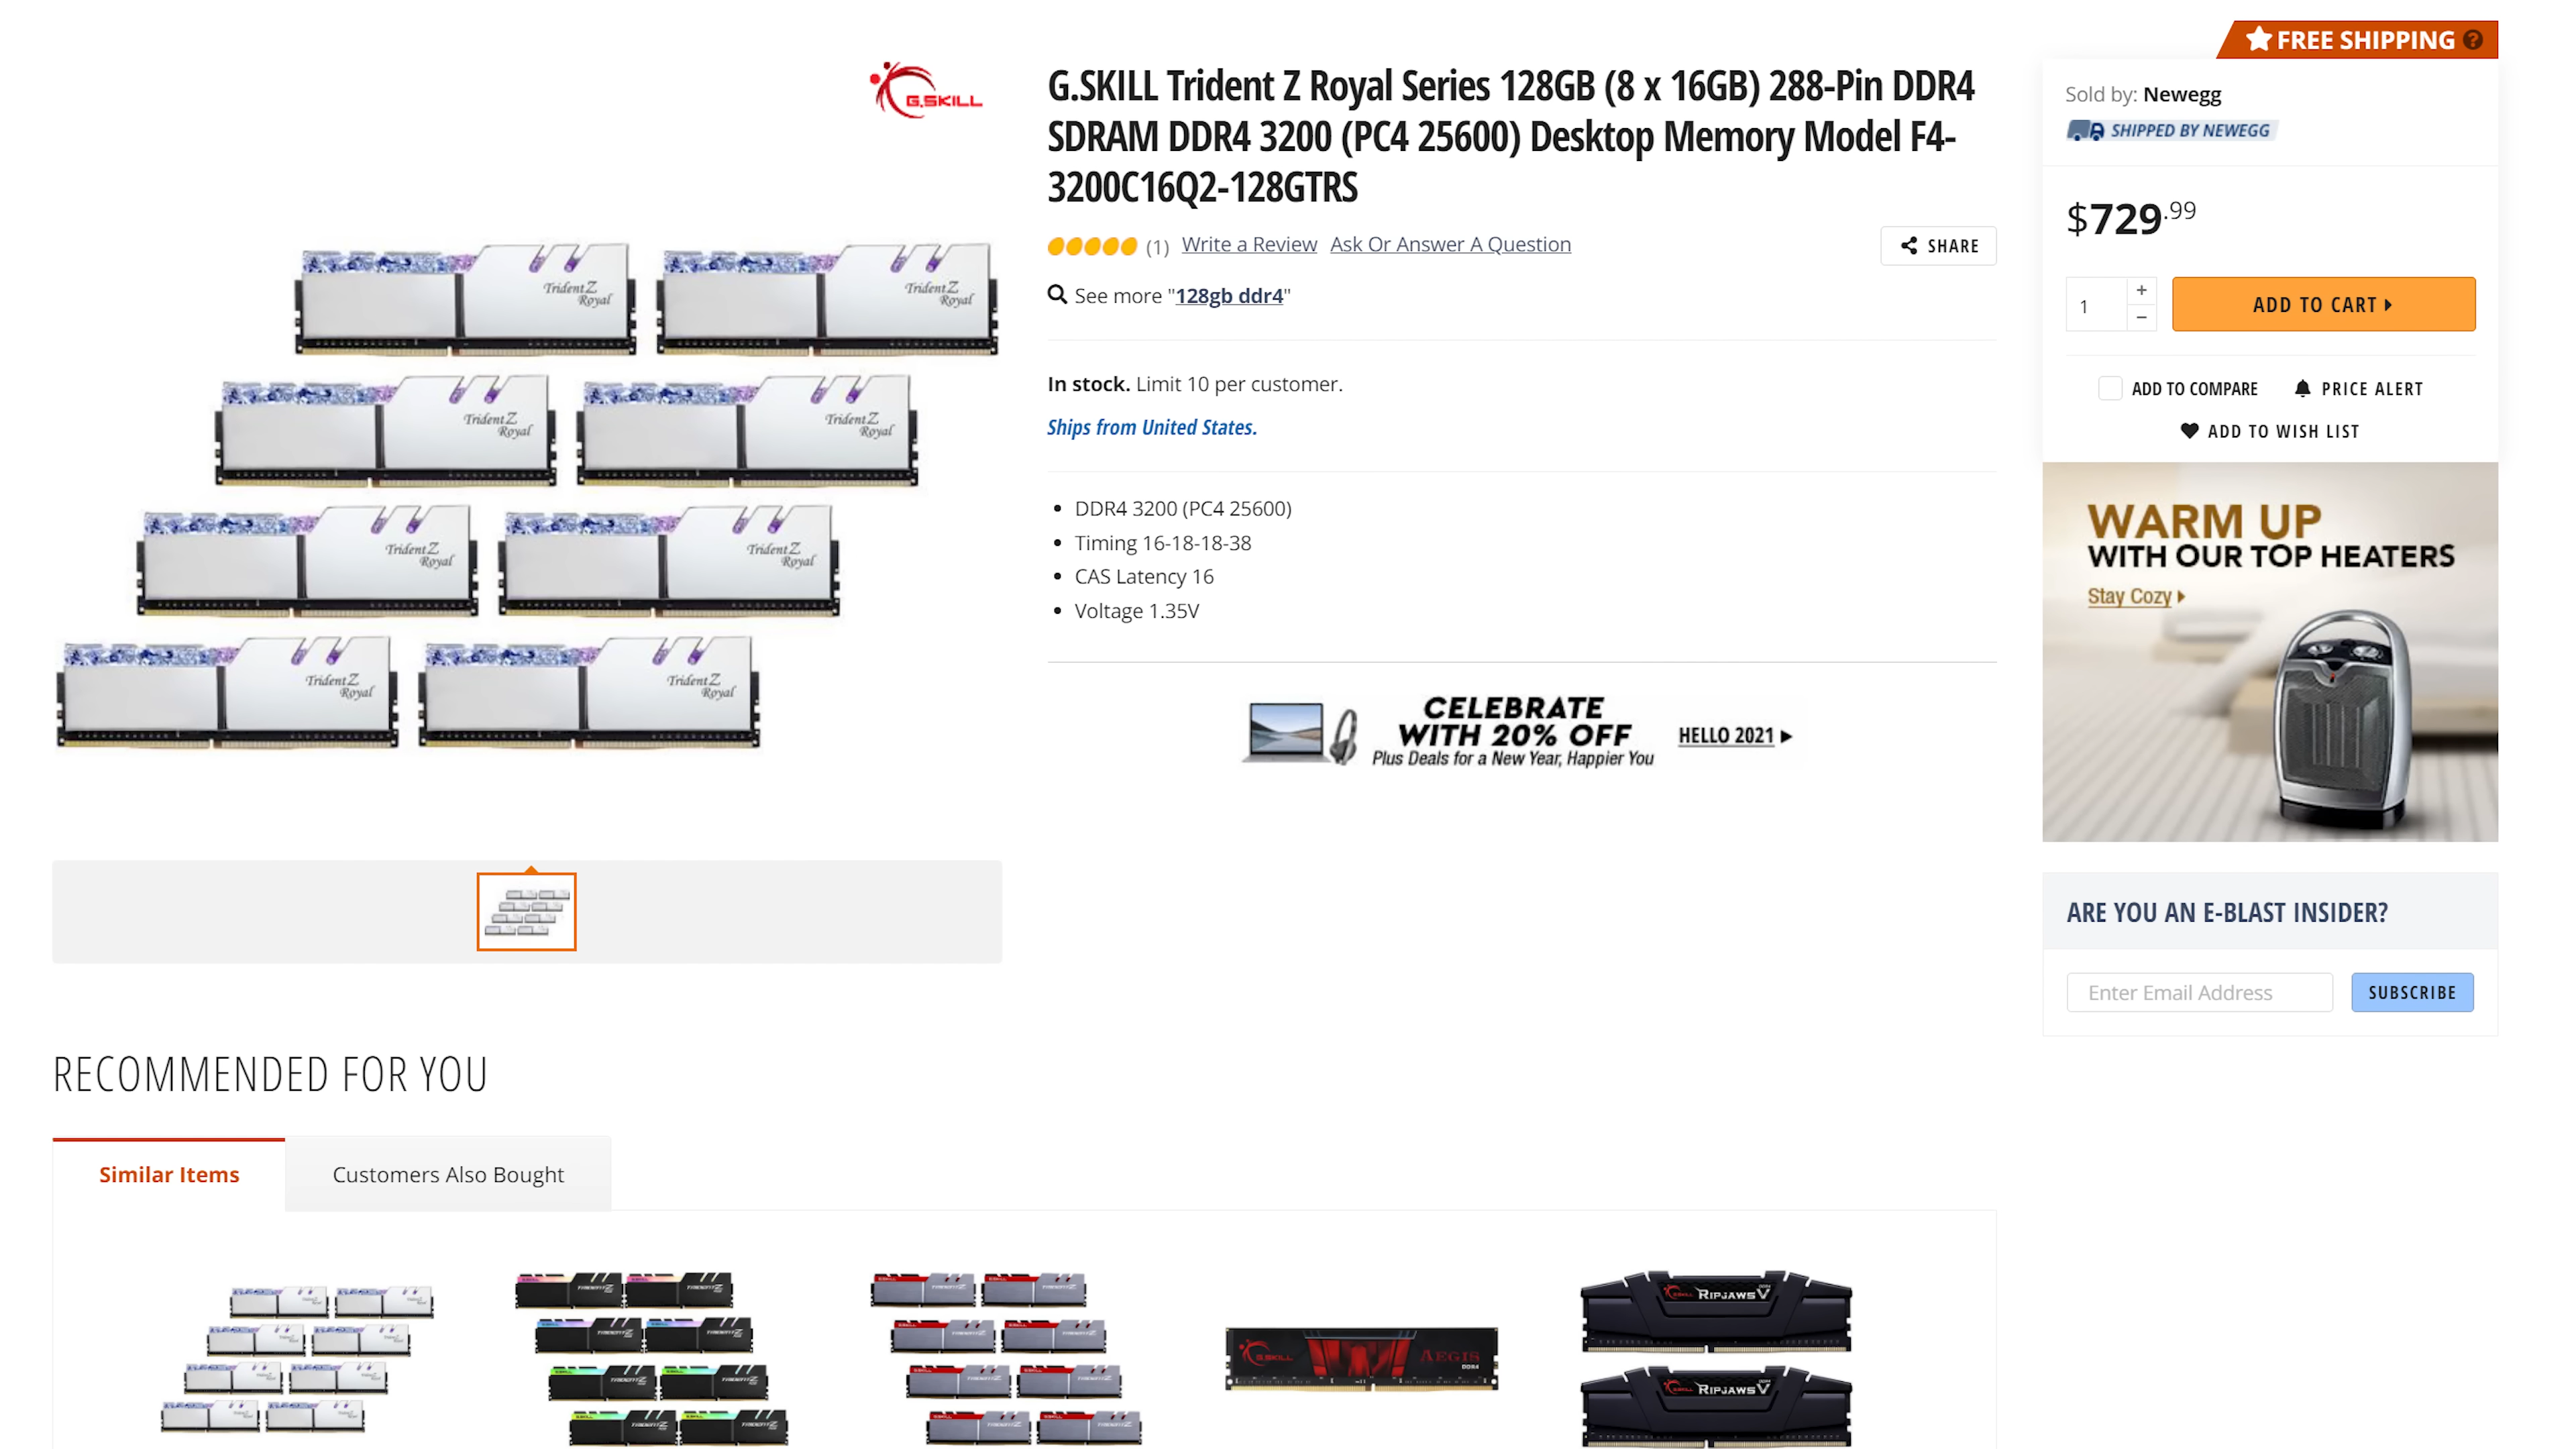 G.SKILL
G.SKILL Trident Z Royal Series 128GB (8 x 16GB) 288-Pin DDR4
SDRAM DDR4 3200 (PC4 25600) Desktop Memory Model F4-
3200C16Q2-128GTRS
(1) Write a Review Ask Or Answer A Question
SHARE
See more "128gb ddr4"
In stock. Limit 10 per customer.
Ships from United States.
DDR4 3200 (PC4 25600)
Timing 16-18-18-38
CAS Latency 16
Voltage 1.35V
CELEBRATE
WITH 20% OFF
Plus Deals for a New Year, Happier You
HELLO 2021
FREE SHIPPING ?
Sold by: Newegg
SHIPPED BY NEWEGG
$729.99
1 + −
ADD TO CART
ADD TO COMPARE PRICE ALERT
ADD TO WISH LIST
WARM UP
WITH OUR TOP HEATERS
Stay Cozy
ARE YOU AN E-BLAST INSIDER?
Enter Email Address SUBSCRIBE
Trident Z
Royal
Trident Z
Royal
Trident Z
Royal
Trident Z
Royal
Trident Z
Royal
Trident Z
Royal
Trident Z
Royal
Trident Z
Royal
RECOMMENDED FOR YOU
Similar Items Customers Also Bought
G.SKILL AEGIS
DDR4
G.SKILL RIPJAWS V
DDR4
G.SKILL RIPJAWS V
DDR4